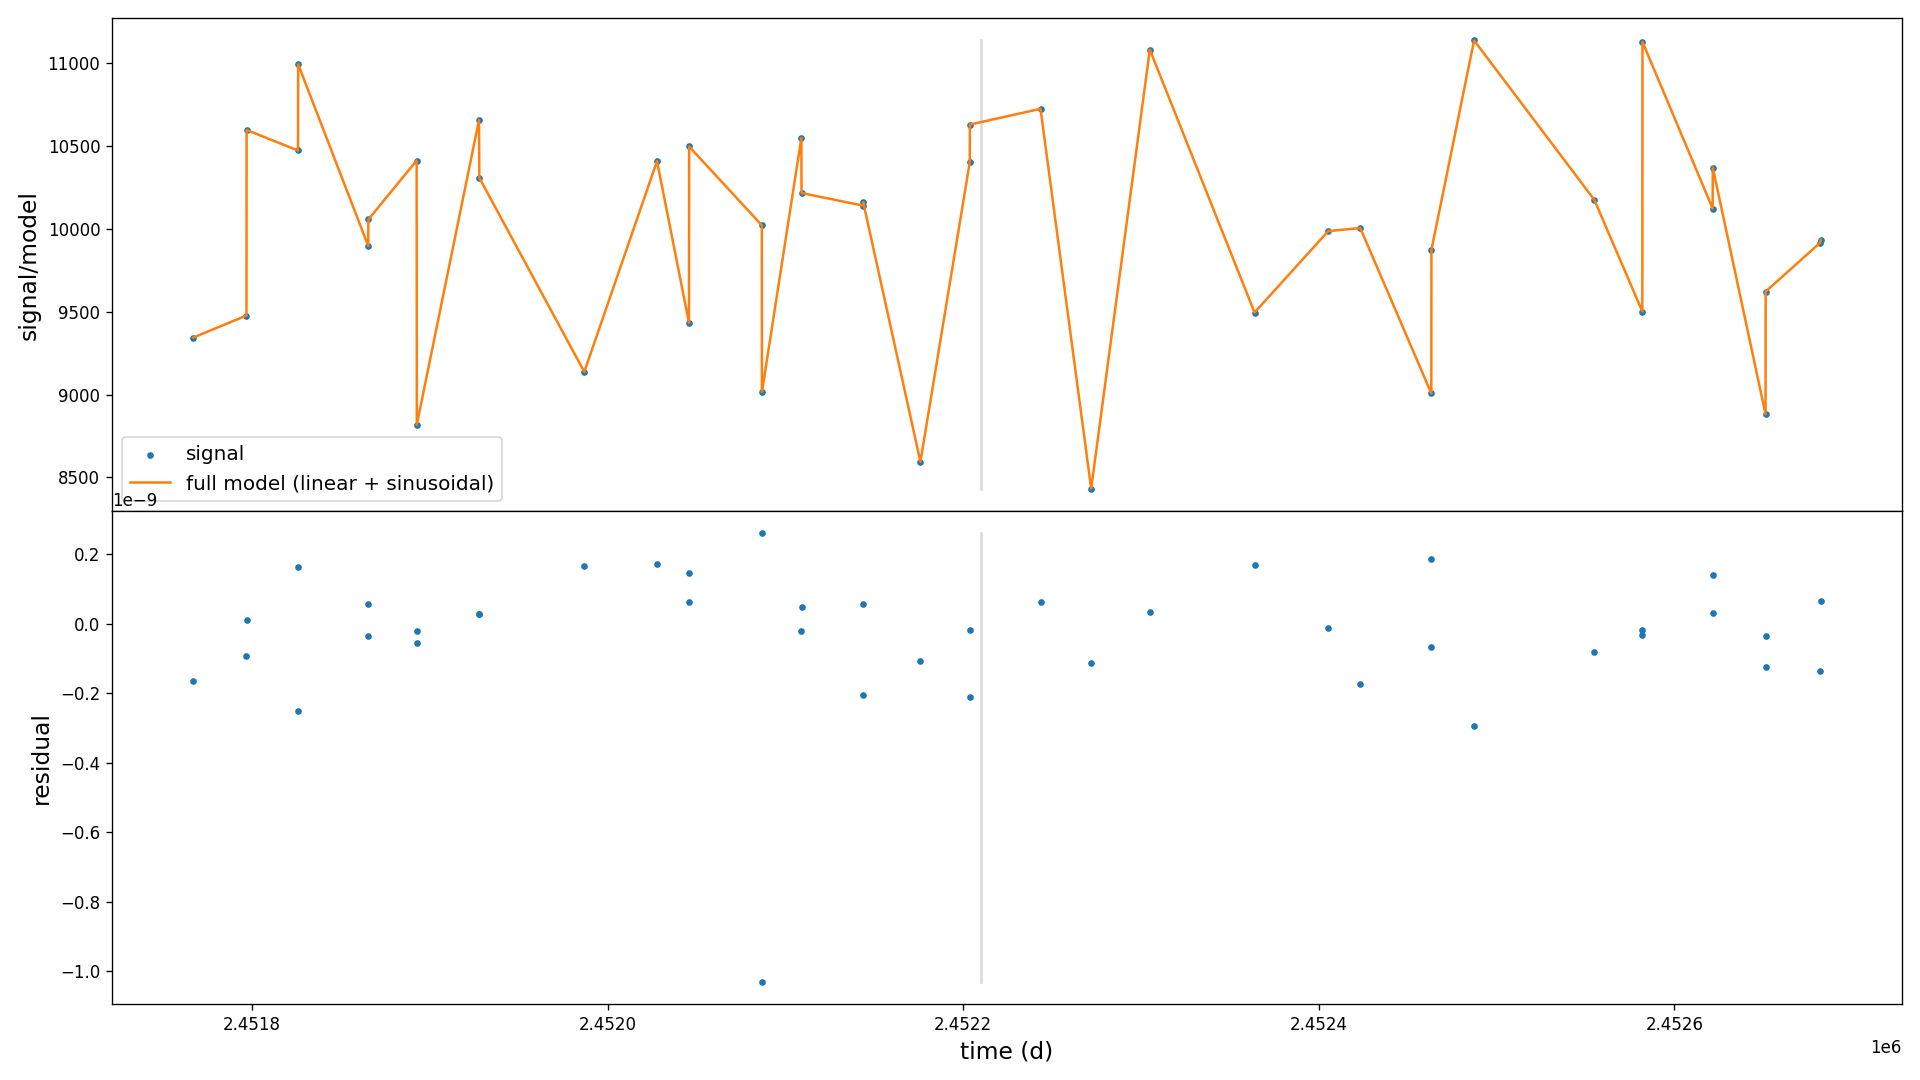 11000
10500
10000
9500
9000
8500
signal/model
signal
full model (linear + sinusoidal)
1e−9
0.2
0.0
−0.2
−0.4
−0.6
−0.8
−1.0
residual
2.4518
2.4520
2.4522
2.4524
2.4526
time (d)
1e6